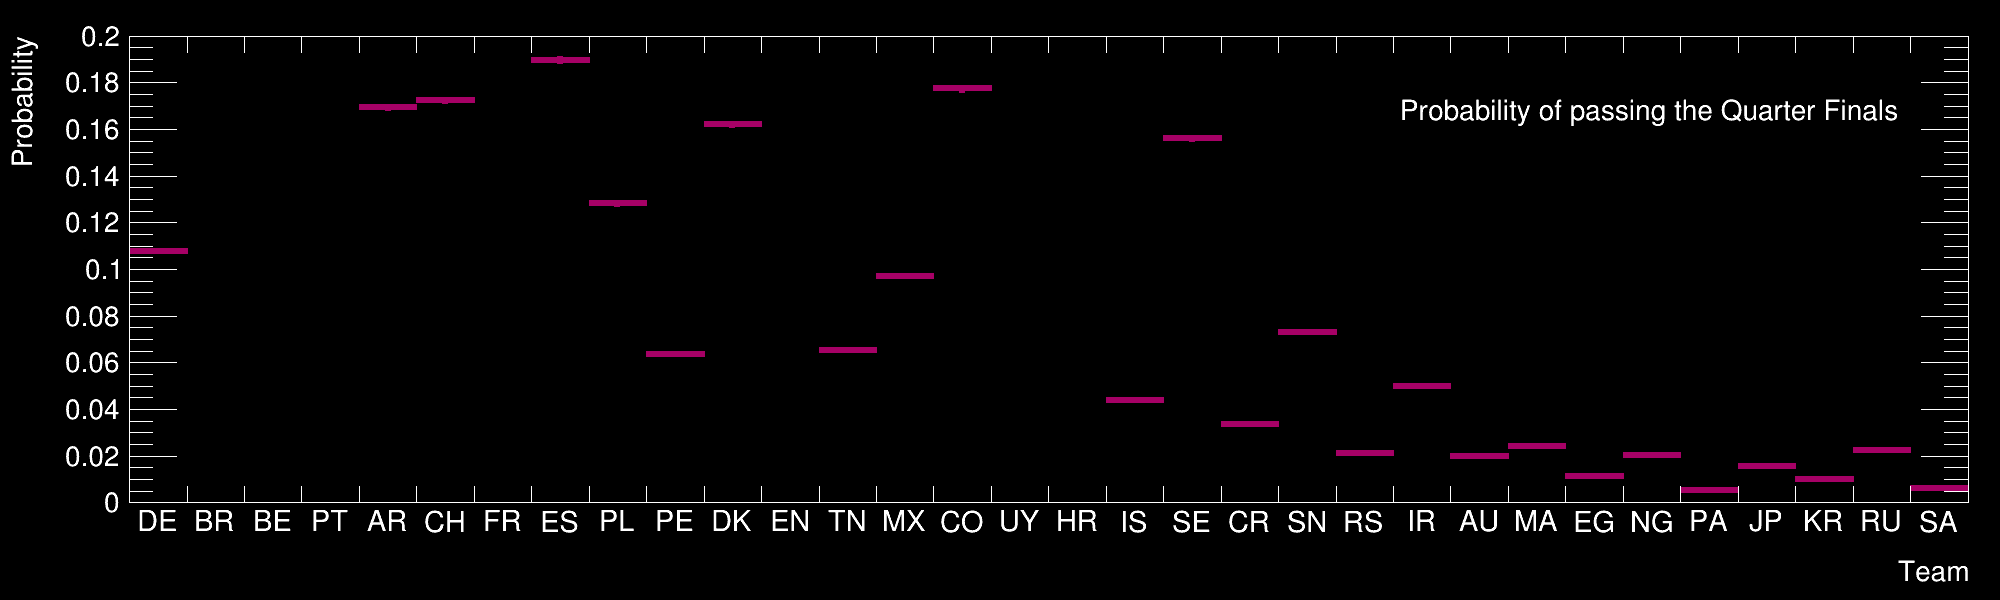 Probability
0.2
0.18
0.16
0.14
0.12
0.1
0.08
0.06
0.04
0.02
0
Probability of passing the Quarter Finals
DE BR BE PT AR CH FR ES PL PE DK EN TN MX CO UY HR IS SE CR SN RS IR AU MA EG NG PA JP KR RU SA
Team